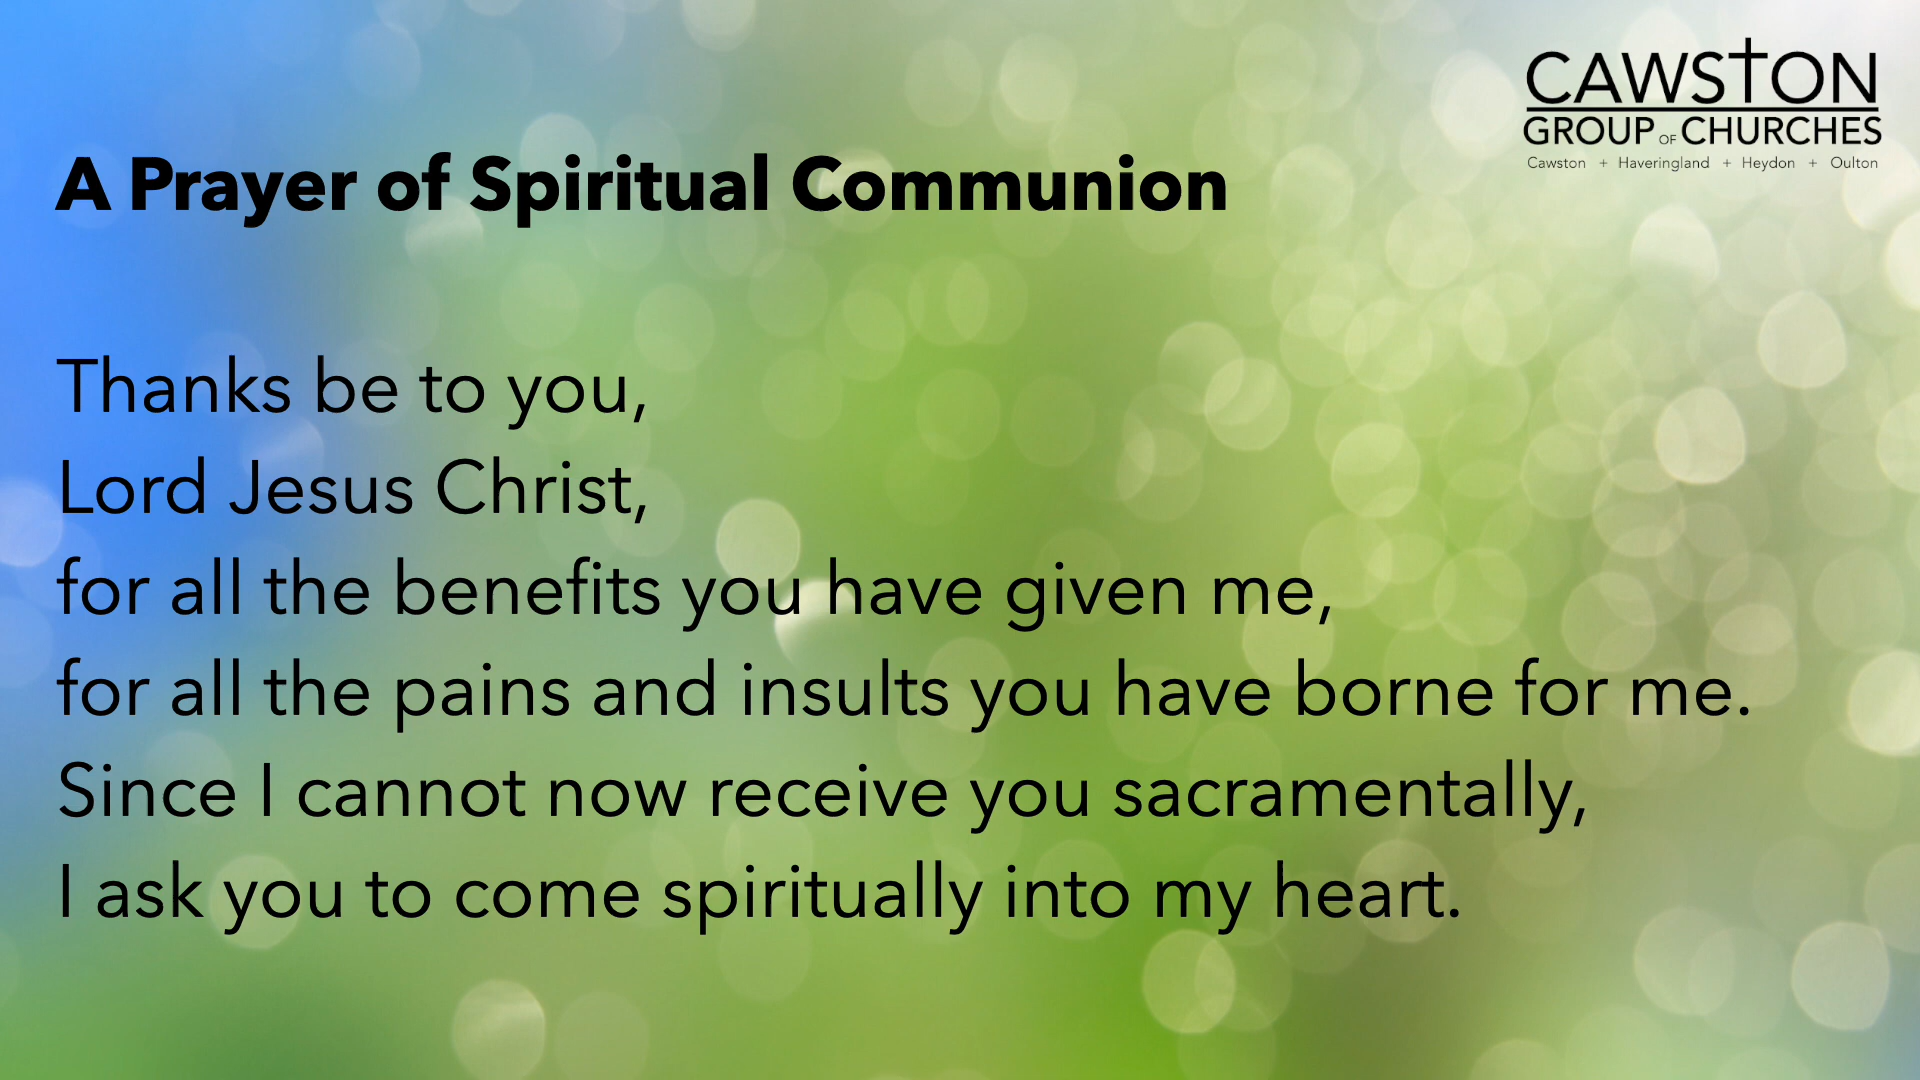 CAWSTON
GROUP OF CHURCHES
Cawston + Haveringland + Heydon + Oulton
A Prayer of Spiritual Communion
Thanks be to you,
Lord Jesus Christ,
for all the benefits you have given me,
for all the pains and insults you have borne for me.
Since I cannot now receive you sacramentally,
I ask you to come spiritually into my heart.